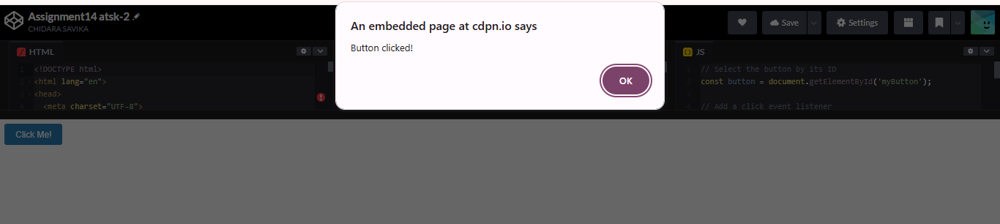 Assignment14 atsk-2
CHIDARA SAVIKA
An embedded page at cdpn.io says
Button clicked!
OK
Save
Settings
HTML
1 <!DOCTYPE html>
2 <html lang="en">
3 <head>
4 <meta charset="UTF-8">
JS
1 // Select the button by its ID
2 const button = document.getElementById('myButton');
3
4 // Add a click event listener
Click Me!